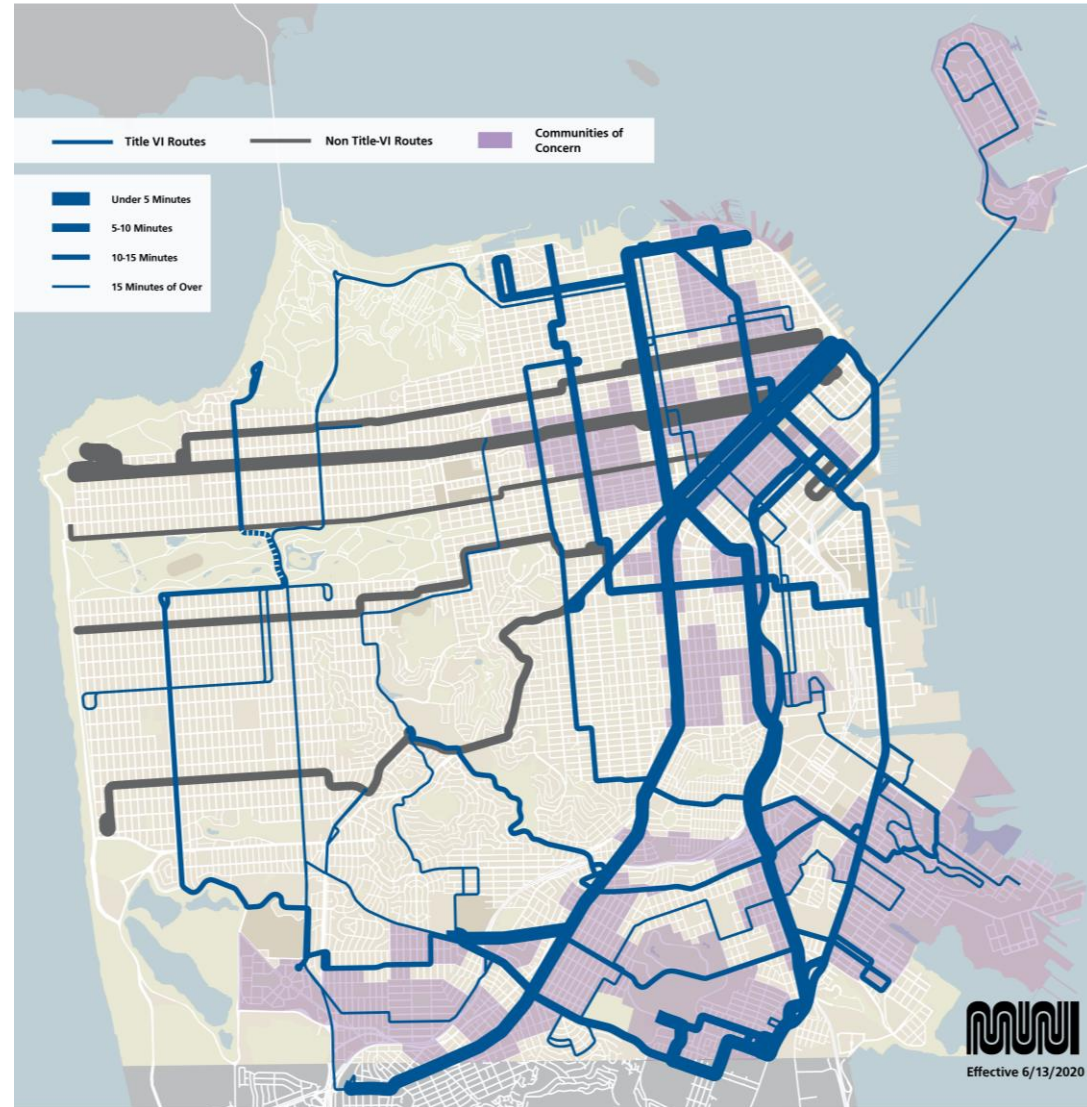 Title VI Routes
Non Title-VI Routes
Communities of
Concern
Under 5 Minutes
5-10 Minutes
10-15 Minutes
15 Minutes of Over
MUNI
Effective 6/13/2020